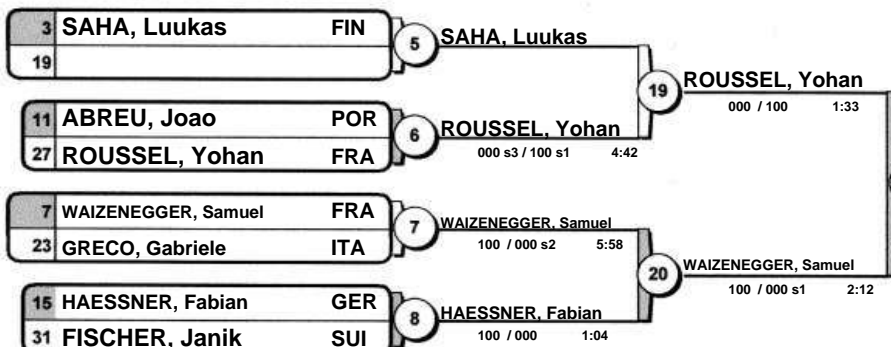 3 SAHA, Luukas FIN
19
5 SAHA, Luukas
11 ABREU, Joao POR
27 ROUSSEL, Yohan FRA
6 ROUSSEL, Yohan
000 s3 / 100 s1 4:42
19 ROUSSEL, Yohan
000 / 100 1:33
7 WAIZENEGGER, Samuel FRA
23 GRECO, Gabriele ITA
7 WAIZENEGGER, Samuel
100 / 000 s2 5:58
15 HAESSNER, Fabian GER
31 FISCHER, Janik SUI
8 HAESSNER, Fabian
100 / 000 1:04
20 WAIZENEGGER, Samuel
100 / 000 s1 2:12